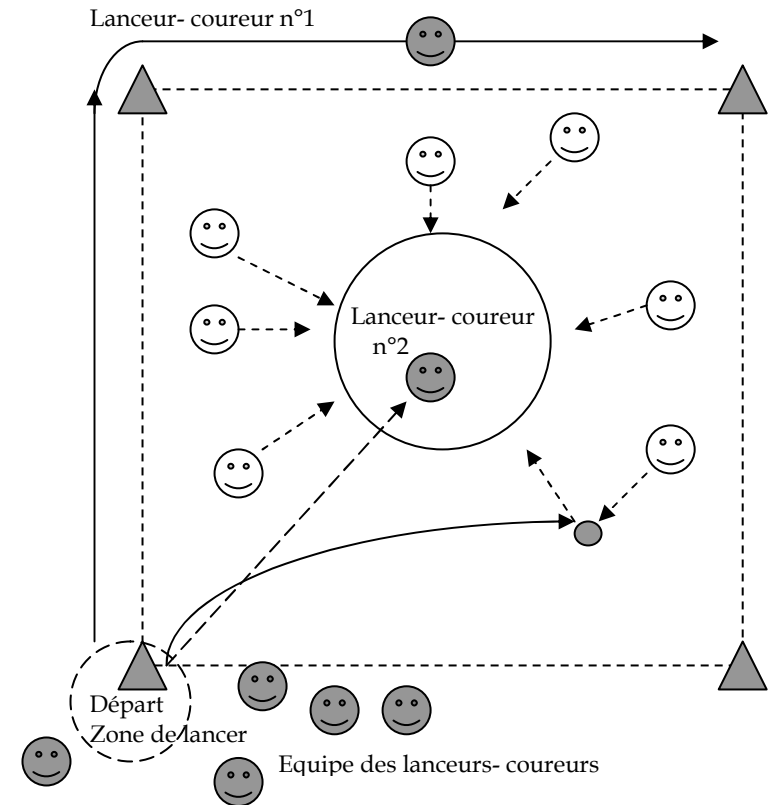 Lanceur- coureur n°1
Lanceur- coureur
n°2
Départ
Zone de lancer
Equipe des lanceurs- coureurs